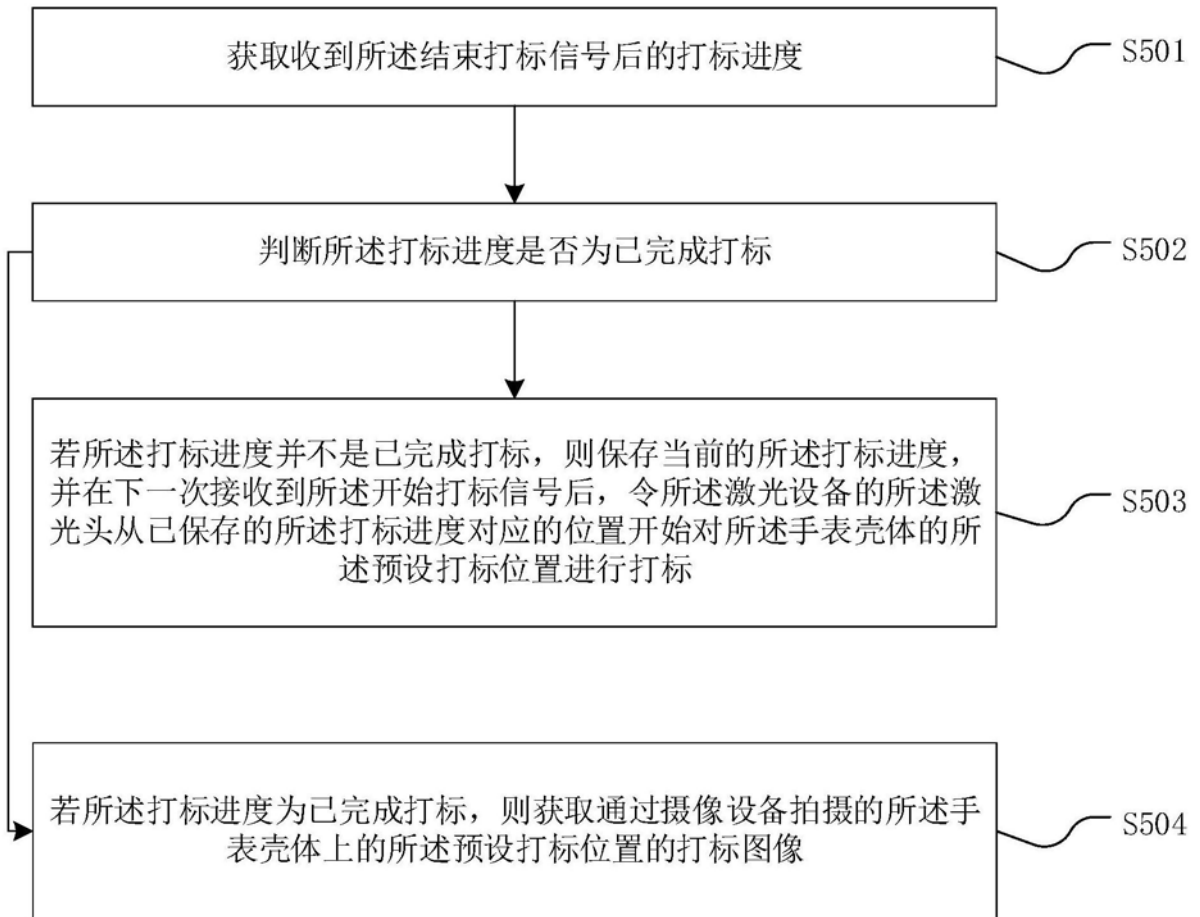 获取收到所述结束打标信号后的打标进度
S501
判断所述打标进度是否为已完成打标
S502
若所述打标进度并不是已完成打标，则保存当前的所述打标进度，
并在下一次接收到所述开始打标信号后，令所述激光设备的所述激
光头从已保存的所述打标进度对应的位置开始对所述手表壳体的所
述预设打标位置进行打标
S503
若所述打标进度为已完成打标，则获取通过摄像设备拍摄的所述手
表壳体上的所述预设打标位置的打标图像
S504